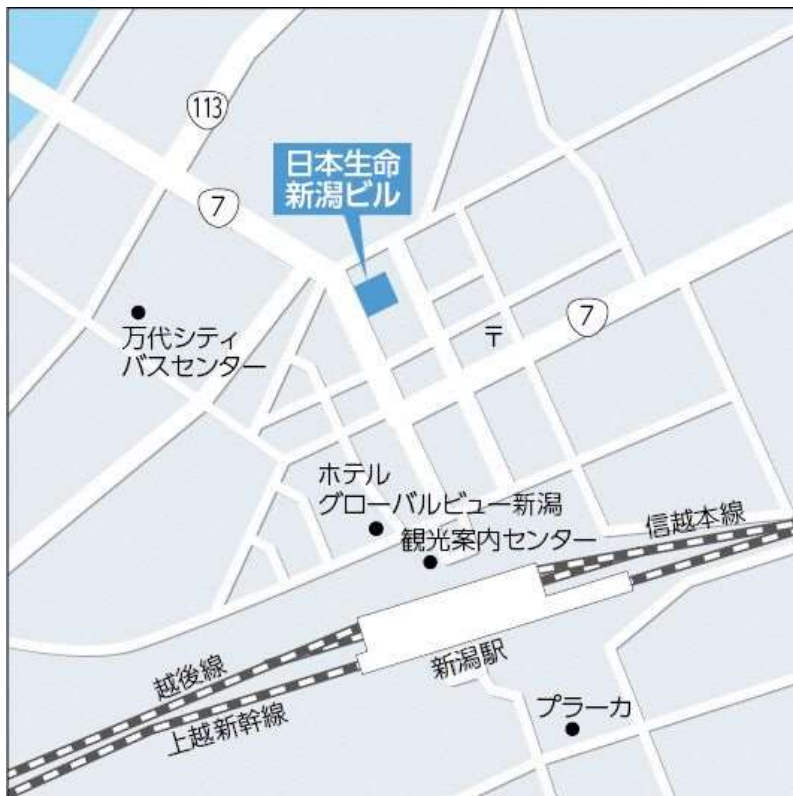 113
日本生命
新潟ビル
7
万代シティ
バスセンター
〒
7
ホテル
グローバルビュー新潟
観光案内センター
信越本線
新潟駅
越後線
上越新幹線
プラーカ